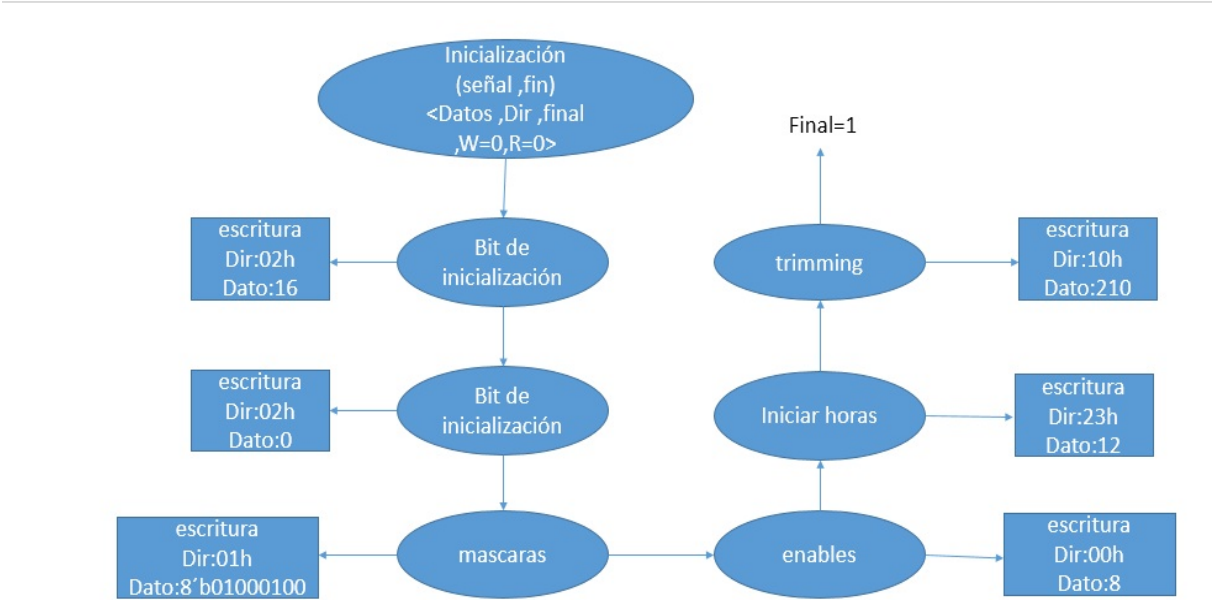 Inicialización
(señal ,fin)
<Datos ,Dir ,final
,W=0,R=0>
escritura
Dir:02h
Dato:16
Bit de
inicialización
escritura
Dir:02h
Dato:0
Bit de
inicialización
escritura
Dir:01h
Dato:8´b01000100
mascaras
enables
escritura
Dir:00h
Dato:8
Iniciar horas
escritura
Dir:23h
Dato:12
trimming
escritura
Dir:10h
Dato:210
Final=1